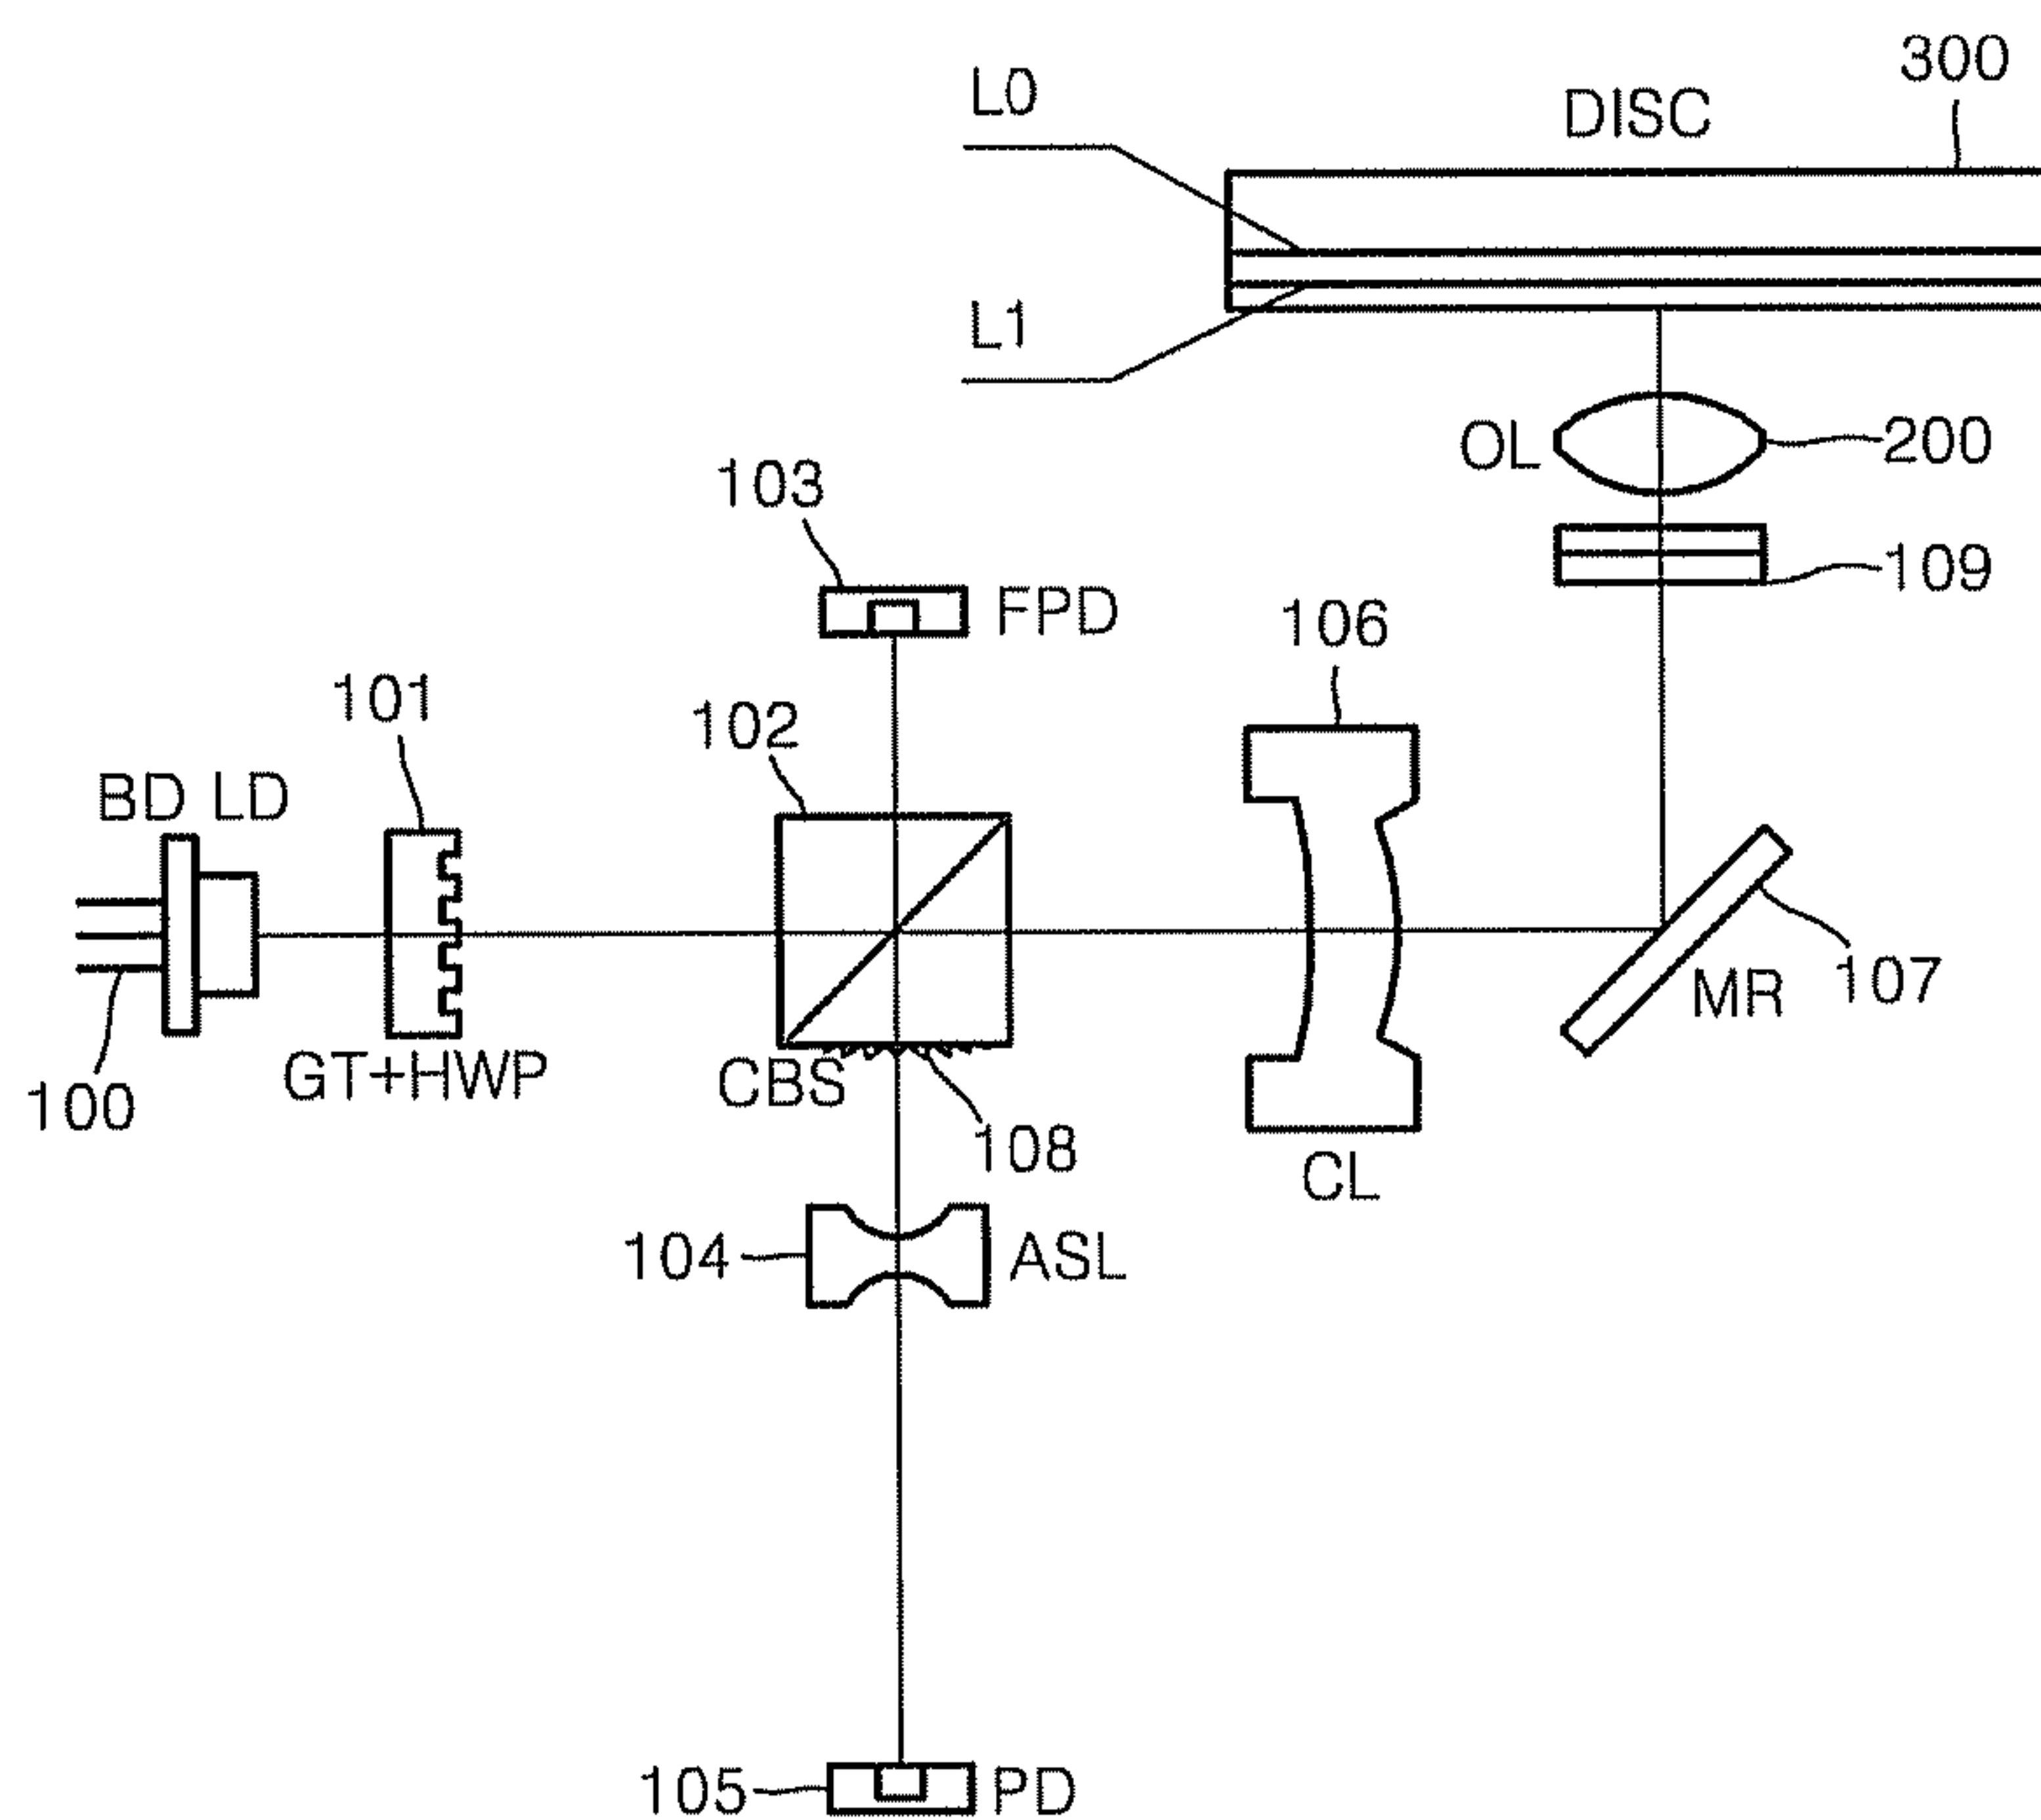 300
L0
DISC
L1
OL
200
103
109
FPD
106
101
102
BD LD
107
MR
100
GT+HWP
CBS
108
CL
104
ASL
105
PD